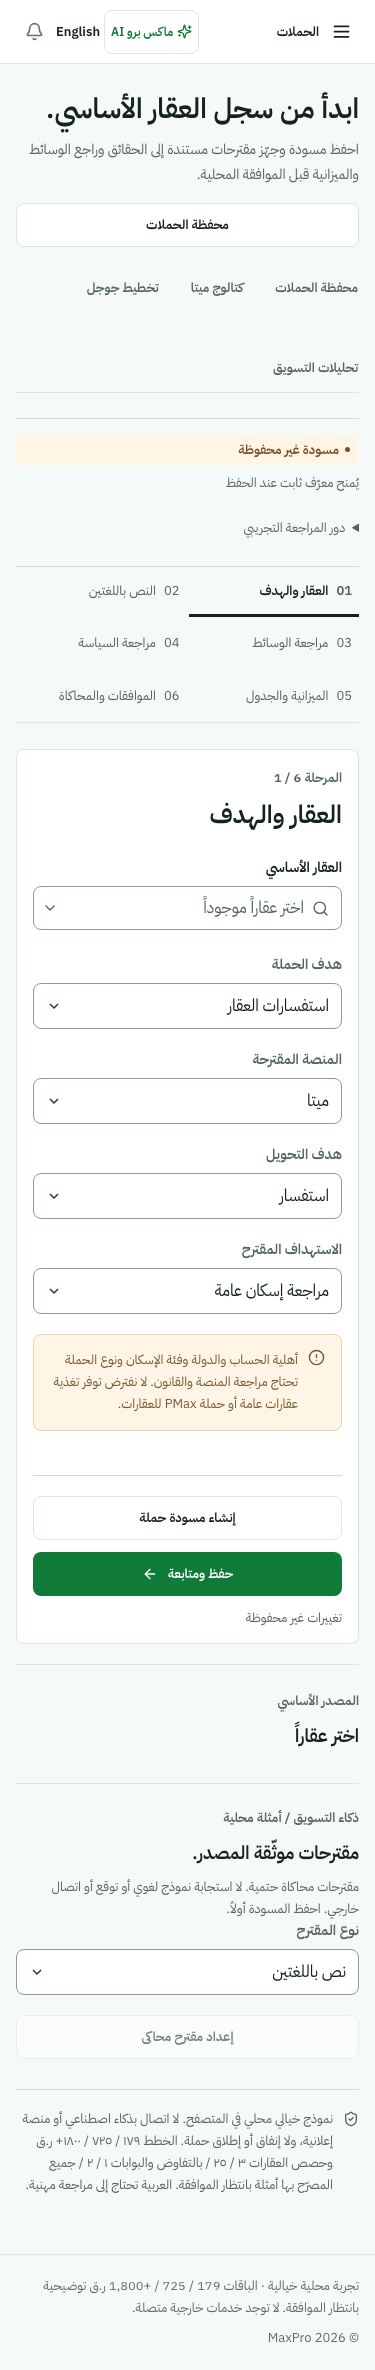 الحملات
ماكس برو AI
English
ابدأ من سجل العقار الأساسي.
احفظ مسودة وجهّز مقترحات مستندة إلى الحقائق وراجع الوسائط
والميزانية قبل الموافقة المحلية.
محفظة الحملات
محفظة الحملات
كتالوج ميتا
تخطيط جوجل
تحليلات التسويق
• مسودة غير محفوظة
يُمنح معرّف ثابت عند الحفظ
دور المراجعة التجريبي
01 العقار والهدف
02 النص باللغتين
03 مراجعة الوسائط
04 مراجعة السياسة
05 الميزانية والجدول
06 الموافقات والمحاكاة
المرحلة 6 / 1
العقار والهدف
العقار الأساسي
اختر عقاراً موجوداً
هدف الحملة
استفسارات العقار
المنصة المقترحة
ميتا
هدف التحويل
استفسار
الاستهداف المقترح
مراجعة إسكان عامة
أهلية الحساب والدولة وفئة الإسكان ونوع الحملة
تحتاج مراجعة المنصة والقانون. لا نفترض توفر تغذية
عقارات عامة أو حملة PMax للعقارات.
إنشاء مسودة حملة
حفظ ومتابعة
تغييرات غير محفوظة
المصدر الأساسي
اختر عقاراً
ذكاء التسويق / أمثلة محلية
مقترحات موثّقة المصدر.
مقترحات محاكاة حتمية. لا استجابة نموذج لغوي أو توقع أو اتصال
خارجي. احفظ المسودة أولاً.
نوع المقترح
نص باللغتين
إعداد مقترح محاكى
نموذج خيالي محلي في المتصفح. لا اتصال بذكاء اصطناعي أو منصة
إعلانية، ولا إنفاق أو إطلاق حملة. الخطط ١٧٩ / ٧٢٥ / ١٨٠٠+ ر.ق
وحصص العقارات ٣ / ٢٥ / بالتفاوض والبوابات ١ / ٢ / جميع
المصرّح بها أمثلة بانتظار الموافقة. العربية تحتاج إلى مراجعة مهنية.
تجربة محلية خيالية · الباقات 179 / 725 / +1,800 ر.ق توضيحية
بانتظار الموافقة. لا توجد خدمات خارجية متصلة.
© 2026 MaxPro